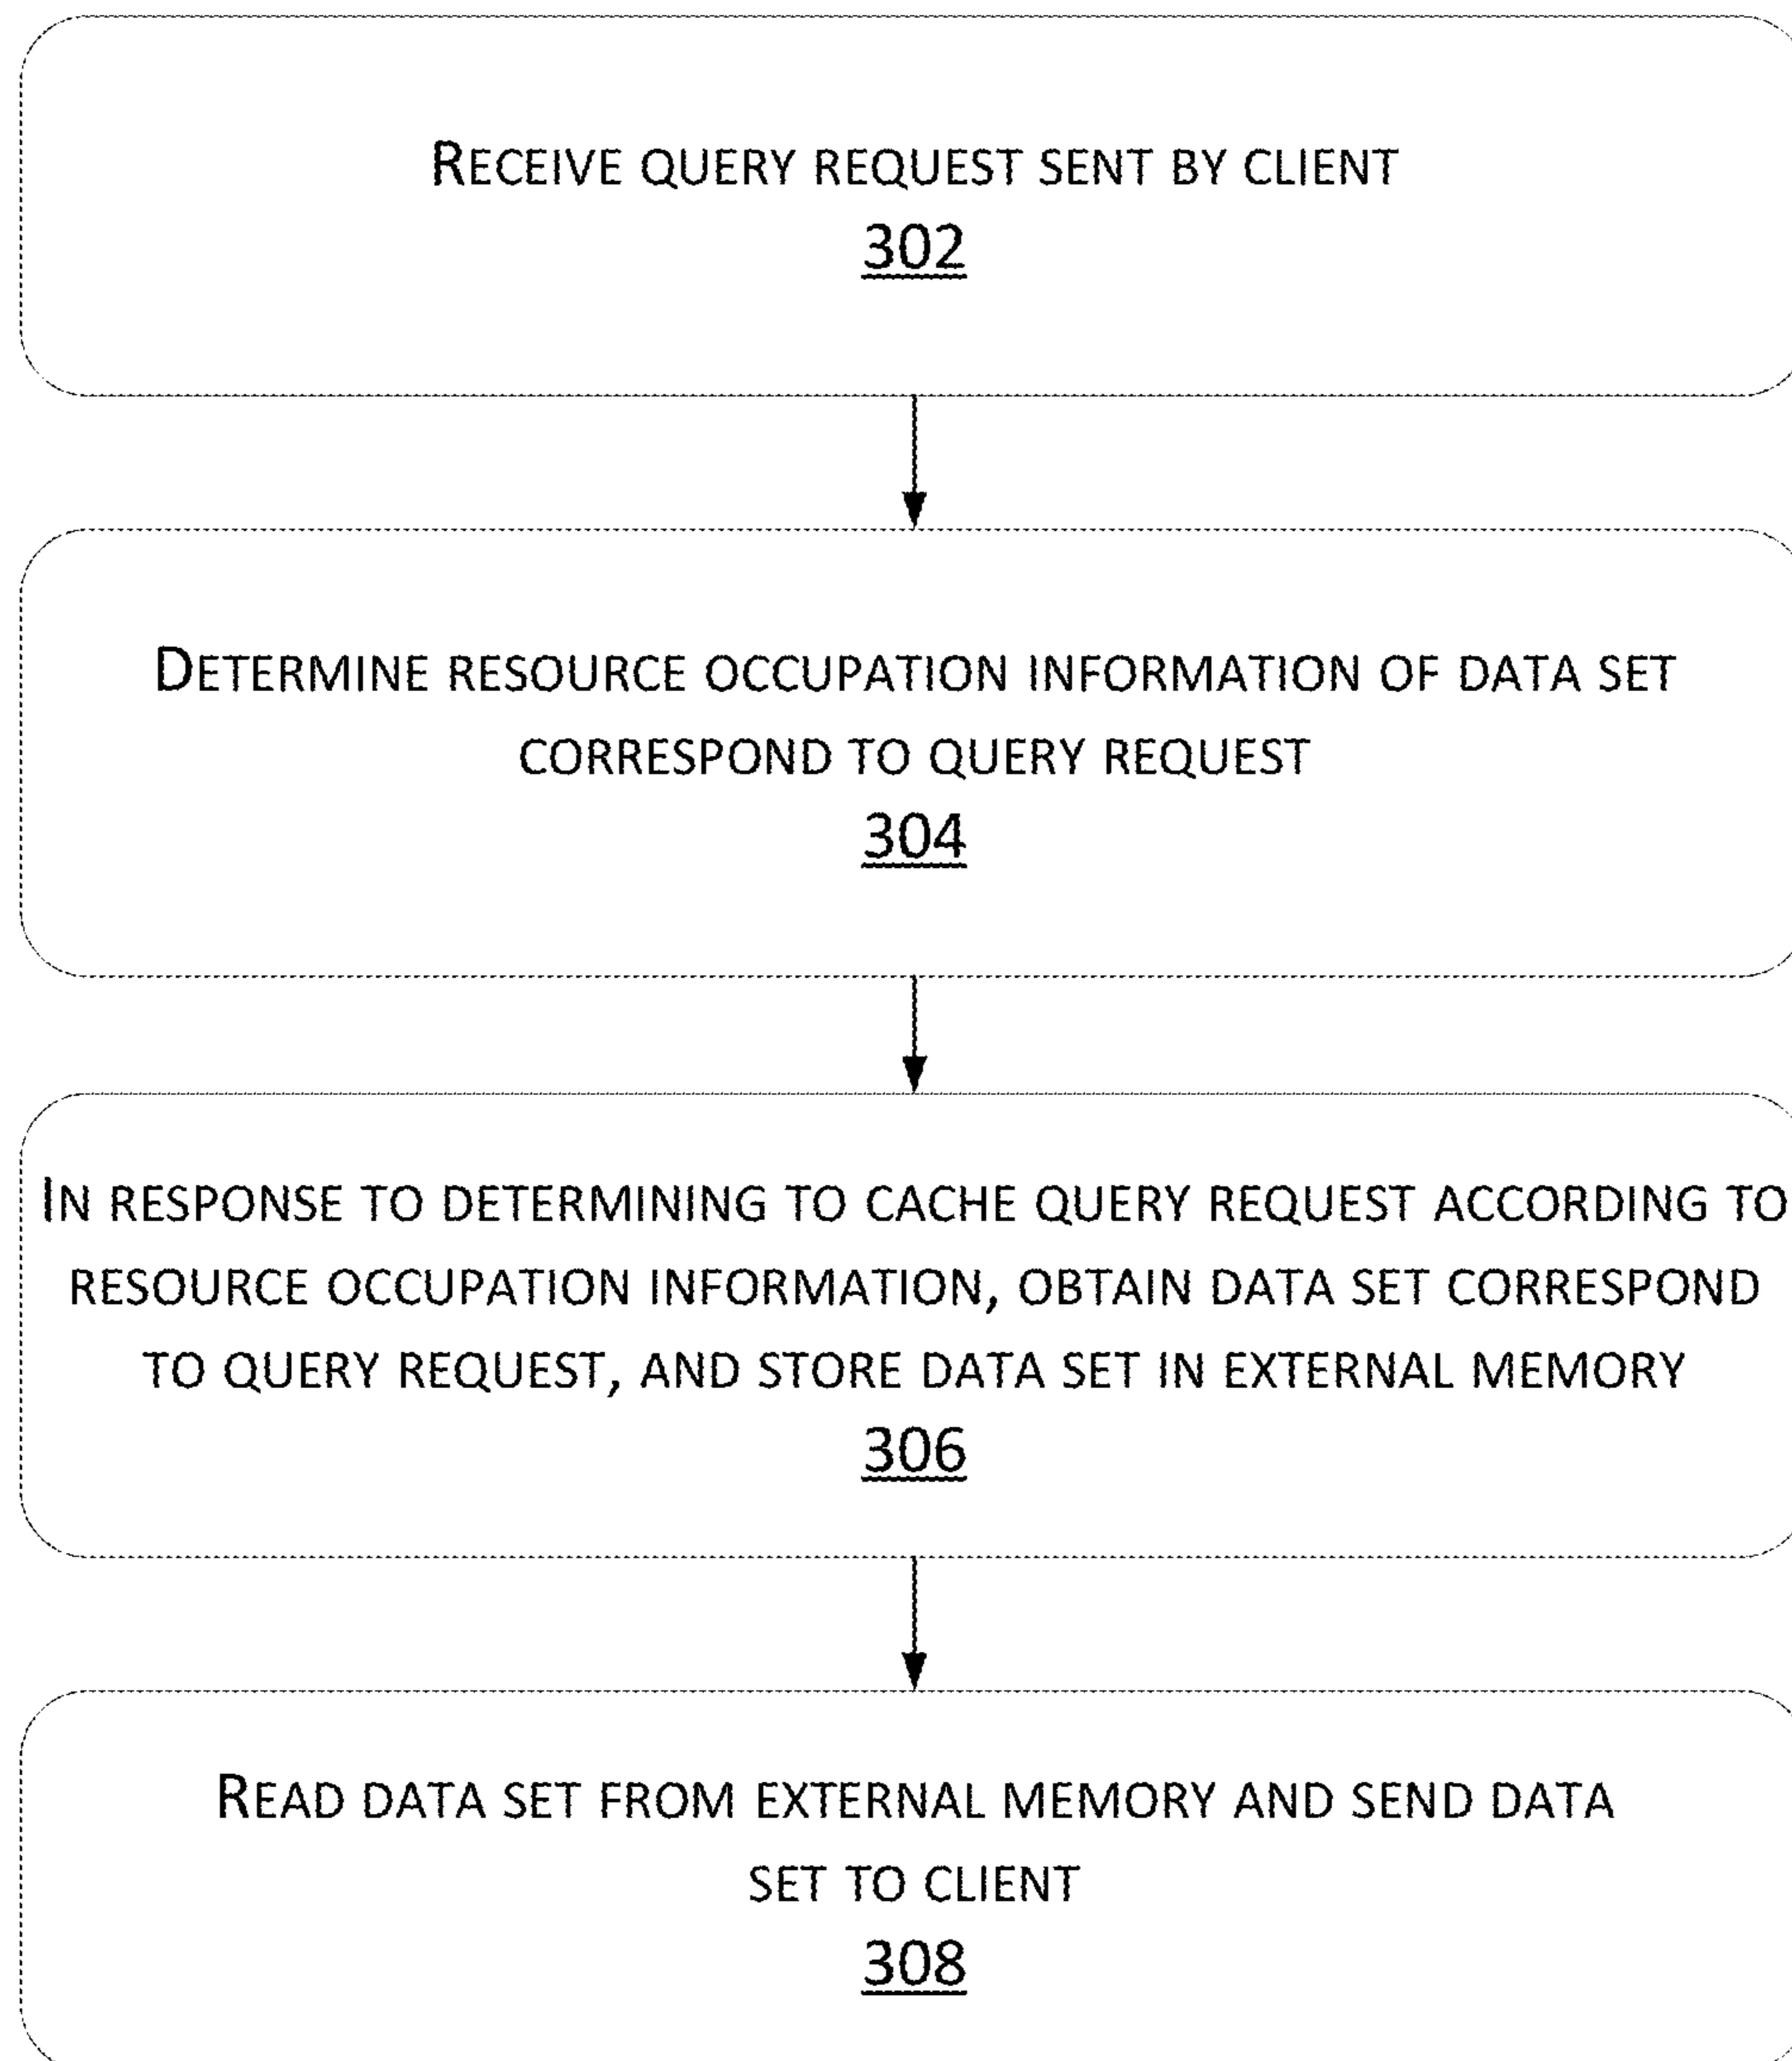 RECEIVE QUERY REQUEST SENT BY CLIENT
302
DETERMINE RESOURCE OCCUPATION INFORMATION OF DATA SET
CORRESPOND TO QUERY REQUEST
304
IN RESPONSE TO DETERMINING TO CACHE QUERY REQUEST ACCORDING TO
RESOURCE OCCUPATION INFORMATION, OBTAIN DATA SET CORRESPOND
TO QUERY REQUEST, AND STORE DATA SET IN EXTERNAL MEMORY
306
READ DATA SET FROM EXTERNAL MEMORY AND SEND DATA
SET TO CLIENT
308